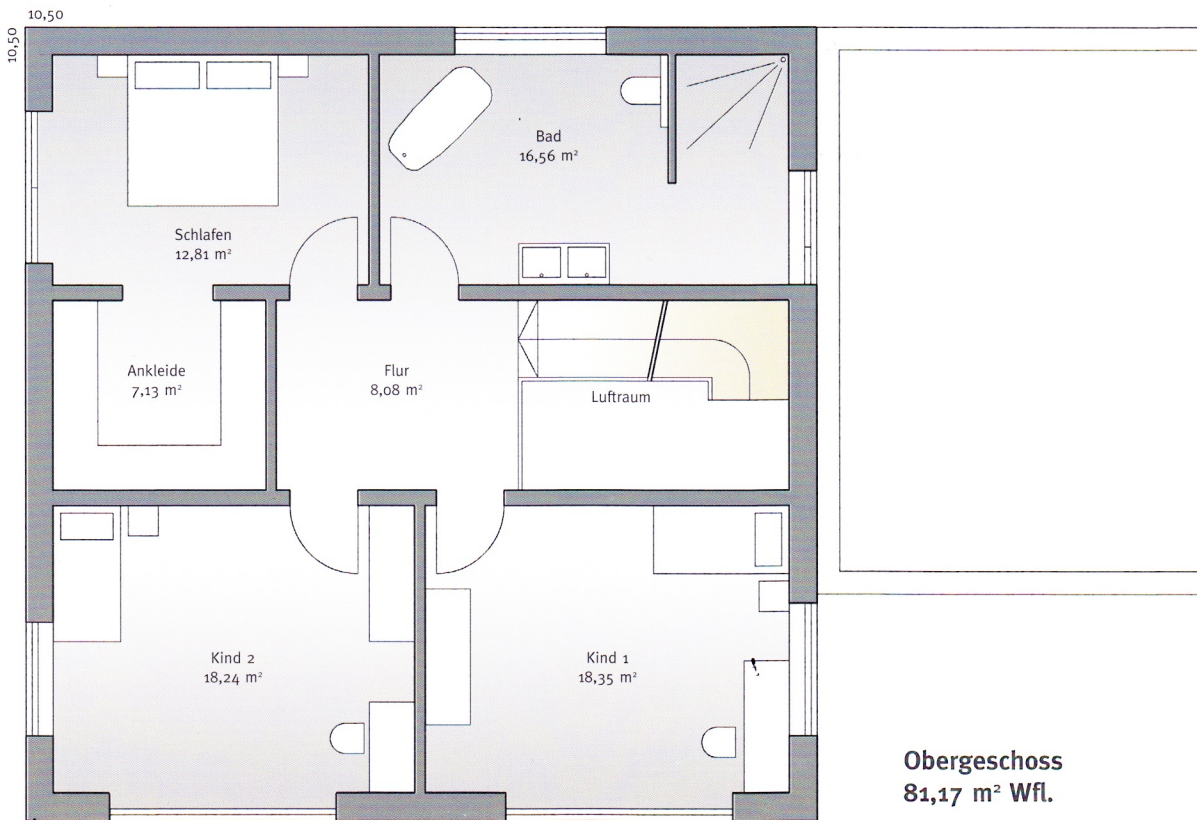 10,50
10,50
Bad
16,56 m²
Schlafen
12,81 m²
Ankleide
7,13 m²
Flur
8,08 m²
Luftraum
Kind 2
18,24 m²
Kind 1
18,35 m²
Obergeschoss
81,17 m² Wfl.